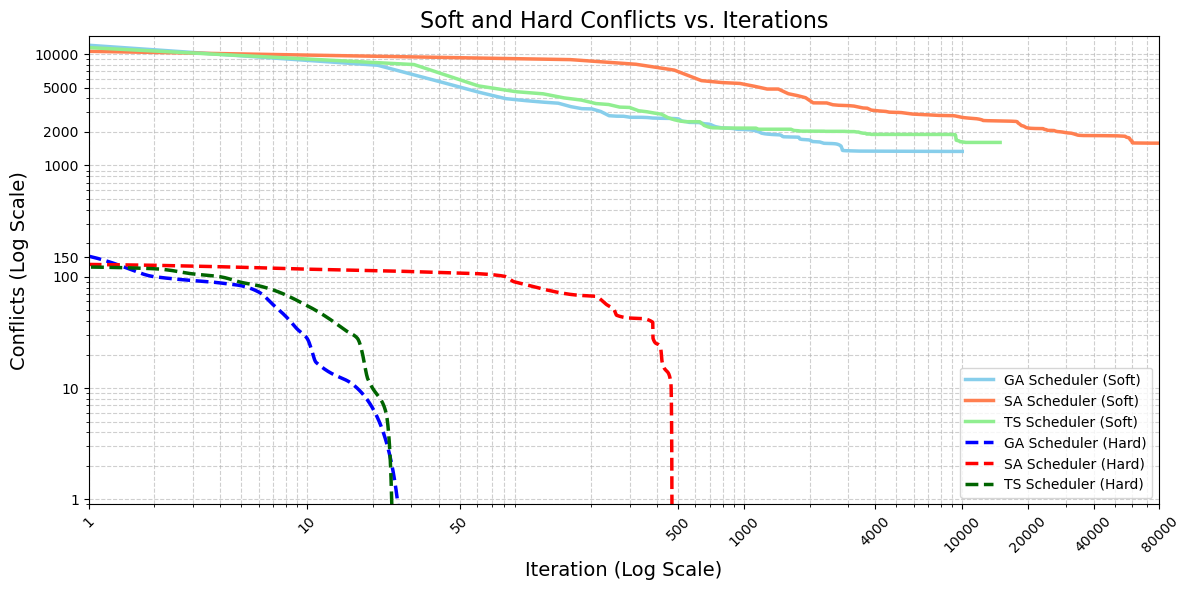 Soft and Hard Conflicts vs. Iterations
Conflicts (Log Scale)
10000
5000
2000
1000
150
100
10
1
GA Scheduler (Soft)
SA Scheduler (Soft)
TS Scheduler (Soft)
GA Scheduler (Hard)
SA Scheduler (Hard)
TS Scheduler (Hard)
1
10
50
500
1000
4000
10000
20000
40000
80000
Iteration (Log Scale)